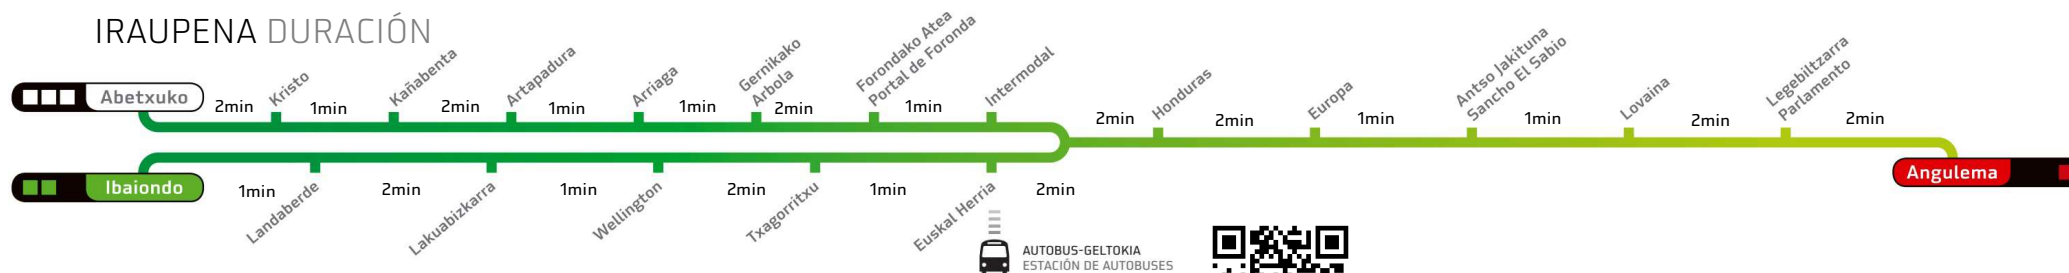 IRAUPENA DURACIÓN
Abetxuko
2min
Kristo
1min
Kañabenta
2min
Artapadura
1min
Arriaga
1min
Gernikako
Arbola
2min
Forondako Atea
Portal de Foronda
1min
Intermodal
2min
Honduras
2min
Europa
1min
Antso Jakituna
Sancho El Sabio
1min
Lovaina
2min
Legebiltzarra
Parlamento
2min
Angulema
Ibaiondo
1min
Landaberde
2min
Lakuabizkarra
1min
Wellington
2min
Txagorritxu
1min
Euskal Herria
2min
AUTOBUS-GELTOKIA
ESTACIÓN DE AUTOBUSES